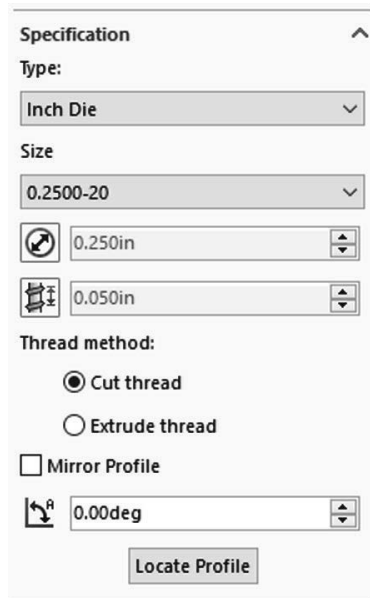 Specification
Type:
Inch Die
Size
0.2500-20
0.250in
0.050in
Thread method:
Cut thread
Extrude thread
Mirror Profile
A
0.00deg
Locate Profile